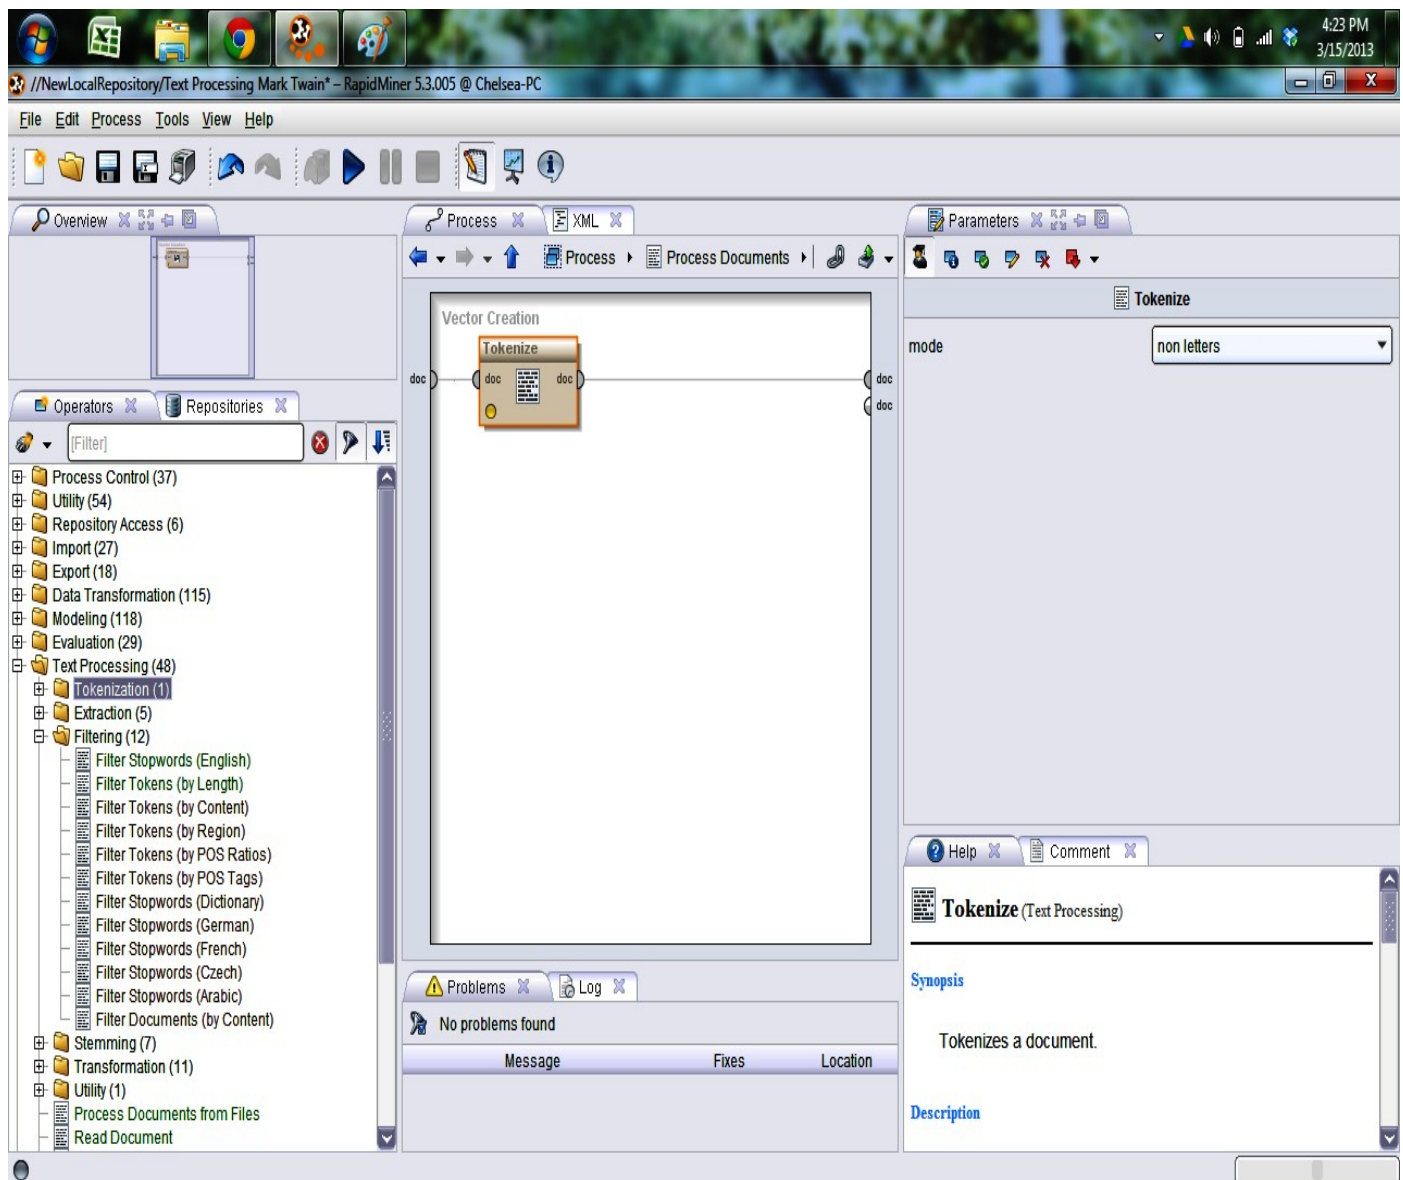 4:23 PM
3/15/2013
//NewLocalRepository/Text Processing Mark Twain* – RapidMiner 5.3.005 @ Chelsea-PC
File Edit Process Tools View Help
Overview
Process XML
Parameters
Process Process Documents
Tokenize
mode non letters
Vector Creation
Tokenize
doc doc doc doc
doc
Operators Repositories
[Filter]
Process Control (37)
Utility (54)
Repository Access (6)
Import (27)
Export (18)
Data Transformation (115)
Modeling (118)
Evaluation (29)
Text Processing (48)
Tokenization (1)
Extraction (5)
Filtering (12)
Filter Stopwords (English)
Filter Tokens (by Length)
Filter Tokens (by Content)
Filter Tokens (by Region)
Filter Tokens (by POS Ratios)
Filter Tokens (by POS Tags)
Filter Stopwords (Dictionary)
Filter Stopwords (German)
Filter Stopwords (French)
Filter Stopwords (Czech)
Filter Stopwords (Arabic)
Filter Documents (by Content)
Stemming (7)
Transformation (11)
Utility (1)
Process Documents from Files
Read Document
Problems Log
No problems found
Message Fixes Location
Help Comment
Tokenize (Text Processing)
Synopsis
Tokenizes a document.
Description